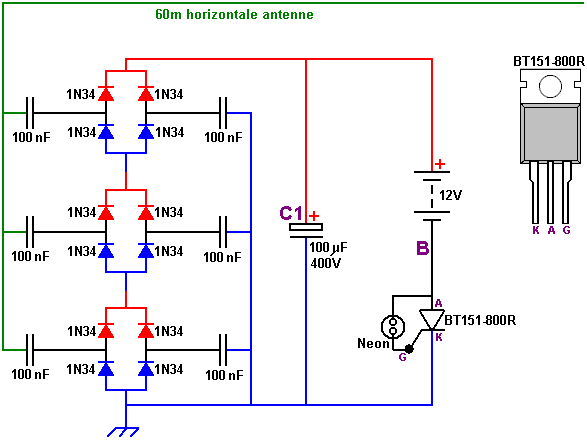 60m horizontale antenne
BT151-800R
1N34 1N34
1N34 1N34
100 nF 100 nF
12V
1N34 1N34
C1 +
K A G
1N34 1N34
100 µF
400V
B
100 nF 100 nF
A
BT151-800R
1N34 1N34
Neon
K
G
1N34 1N34
100 nF 100 nF
+